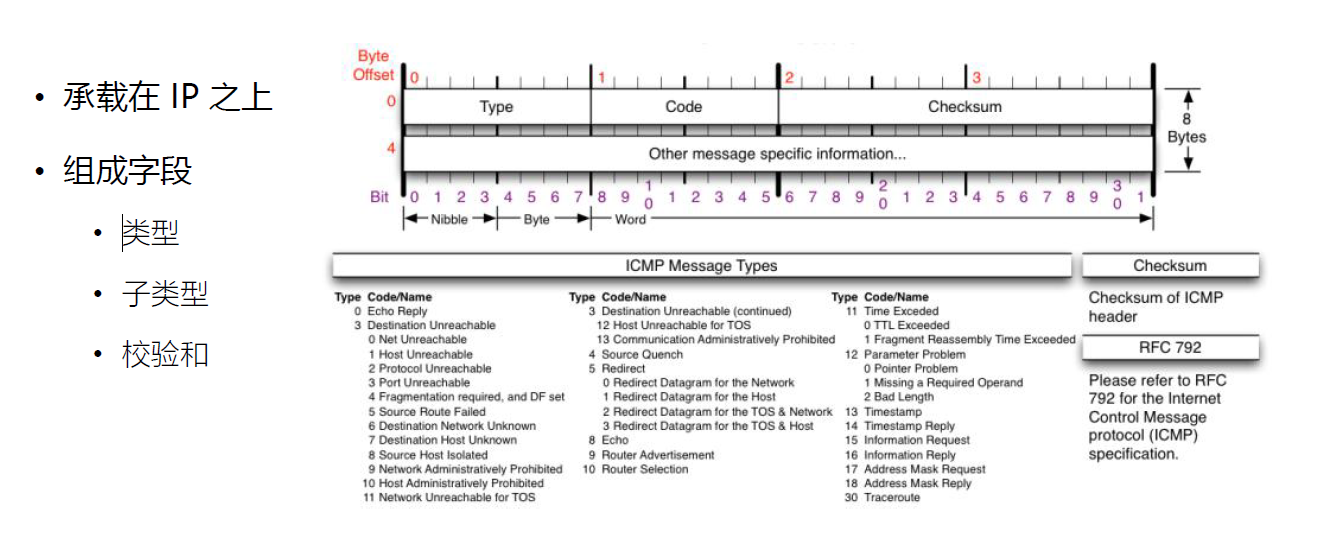 • 承载在 IP 之上
• 组成字段
• 类型
• 子类型
• 校验和
Byte
Offset
0 1 2 3
0 Type Code Checksum
4 Other message specific information...
8
Bytes
Bit 0 1 2 3 4 5 6 7 8 9 10 1 2 3 4 5 6 7 8 9 20 1 2 3 4 5 6 7 8 9 30 1
Nibble Byte Word
ICMP Message Types
Type Code/Name
0 Echo Reply
3 Destination Unreachable
0 Net Unreachable
1 Host Unreachable
2 Protocol Unreachable
3 Port Unreachable
4 Fragmentation required, and DF set
5 Source Route Failed
6 Destination Network Unknown
7 Destination Host Unknown
8 Source Host Isolated
9 Network Administratively Prohibited
10 Host Administratively Prohibited
11 Network Unreachable for TOS
Type Code/Name
3 Destination Unreachable (continued)
12 Host Unreachable for TOS
13 Communication Administratively Prohibited
4 Source Quench
5 Redirect
0 Redirect Datagram for the Network
1 Redirect Datagram for the Host
2 Redirect Datagram for the TOS & Network
3 Redirect Datagram for the TOS & Host
8 Echo
9 Router Advertisement
10 Router Selection
Type Code/Name
11 Time Exceded
0 TTL Exceeded
1 Fragment Reassembly Time Exceeded
12 Parameter Problem
0 Pointer Problem
1 Missing a Required Operand
2 Bad Length
13 Timestamp
14 Timestamp Reply
15 Information Request
16 Information Reply
17 Address Mask Request
18 Address Mask Reply
30 Traceroute
Checksum
Checksum of ICMP
header
RFC 792
Please refer to RFC
792 for the Internet
Control Message
protocol (ICMP)
specification.